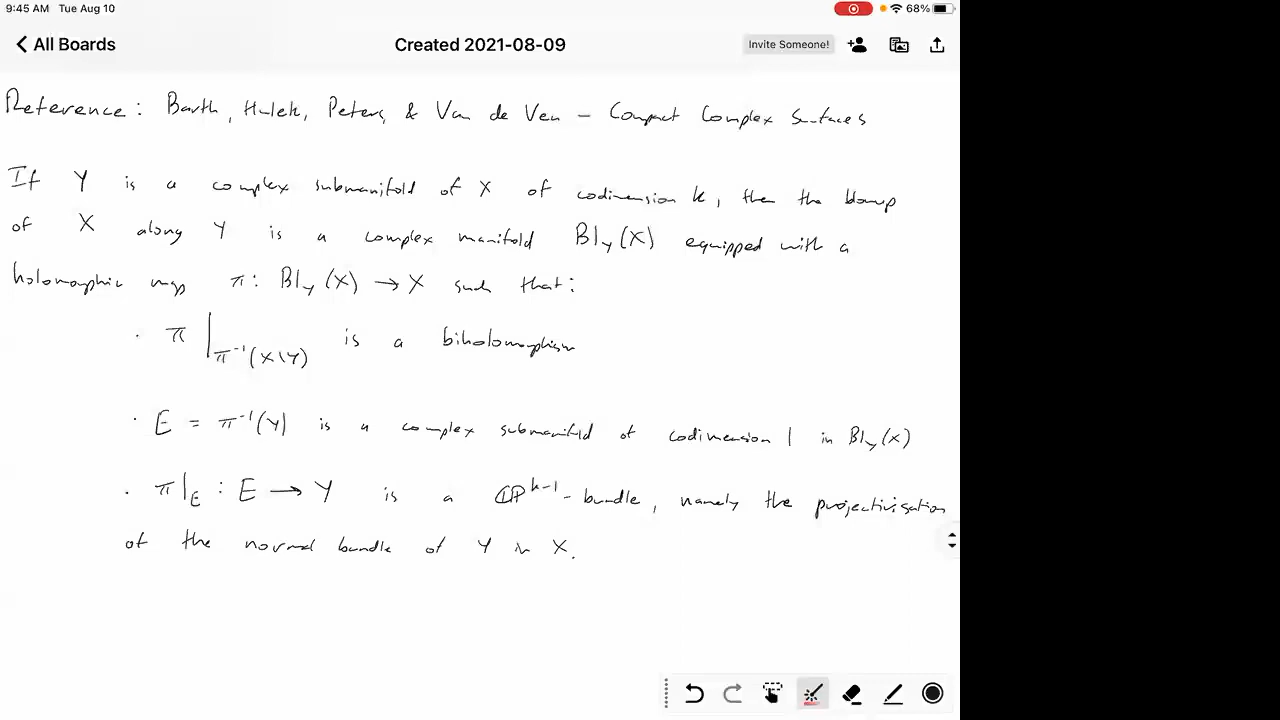 9:45 AM Tue Aug 10
68%
All Boards
Created 2021-08-09
Invite Someone!
Reference: Barth, Hulek, Peters, & Van de Ven – Compact Complex Surfaces
If Y is a complex submanifold of X of codimension k, then the blowup
of X along Y is a complex manifold Bl_Y(X) equipped with a
holomorphic map π: Bl_Y(X) → X such that:
· π|_{π⁻¹(X\Y)} is a biholomorphism
· E = π⁻¹(Y) is a complex submanifold of codimension 1 in Bl_Y(X)
· π|_E : E → Y is a ℂP^{k-1}-bundle, namely the projectivisation
of the normal bundle of Y in X.